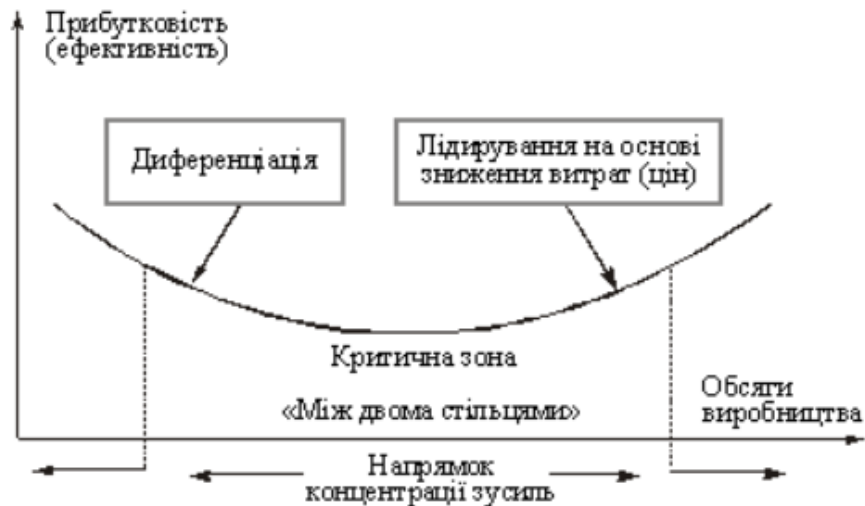 Прибутковість
(ефективність)
Диференціація
Лідирування на основі
зниження витрат (цін)
Критична зона
«Між двома стільцями»
Обсяги
виробництва
Напрямок
концентрації зусиль